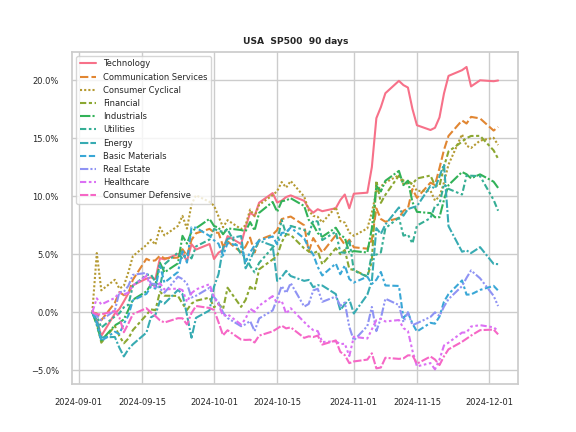 USA SP500 90 days
Technology
Communication Services
Consumer Cyclical
Financial
Industrials
Utilities
Energy
Basic Materials
Real Estate
Healthcare
Consumer Defensive
20.0%
15.0%
10.0%
5.0%
0.0%
−5.0%
2024-09-01 2024-09-15 2024-10-01 2024-10-15 2024-11-01 2024-11-15 2024-12-01